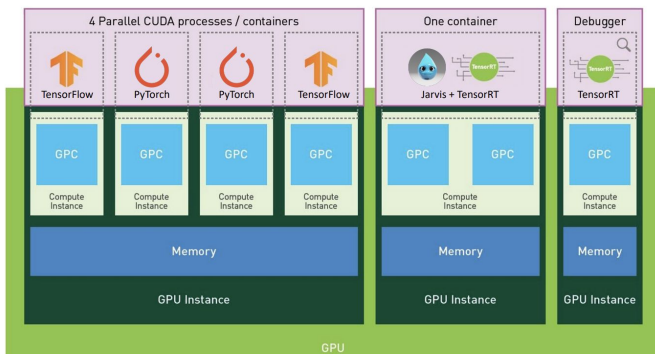 4 Parallel CUDA processes / containers
One container
Debugger
TensorFlow
PyTorch
PyTorch
TensorFlow
TensorRT
Jarvis + TensorRT
TensorRT
TensorRT
GPC
GPC
GPC
GPC
GPC
GPC
GPC
Compute
Instance
Compute
Instance
Compute
Instance
Compute
Instance
Compute
Instance
Compute
Instance
Memory
Memory
Memory
GPU Instance
GPU Instance
GPU Instance
GPU